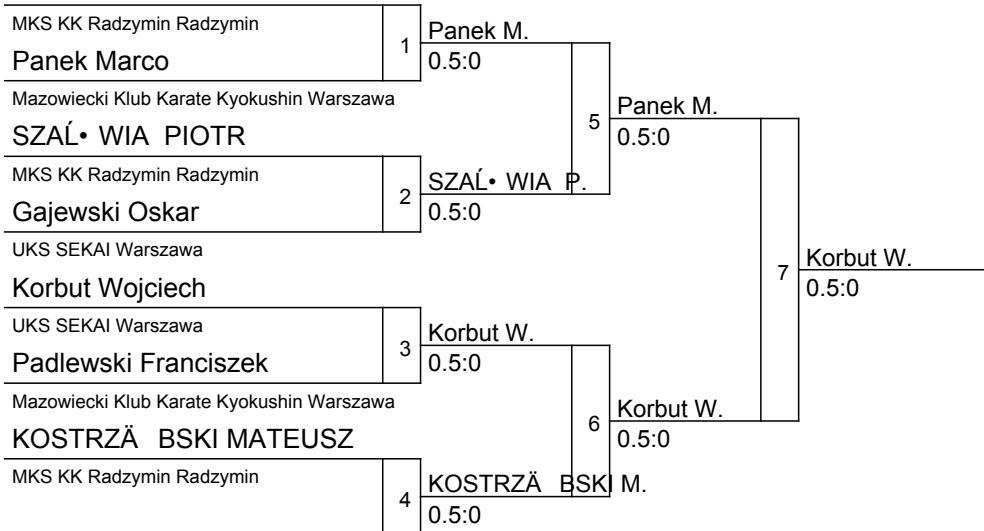 MKS KK Radzymin Radzymin
Panek Marco
1
Panek M.
0.5:0
Mazowiecki Klub Karate Kyokushin Warszawa
SZAĹ• WIA PIOTR
5
Panek M.
0.5:0
MKS KK Radzymin Radzymin
Gajewski Oskar
2
SZAĹ• WIA P.
0.5:0
UKS SEKAI Warszawa
Korbut Wojciech
7
Korbut W.
0.5:0
UKS SEKAI Warszawa
Padlewski Franciszek
3
Korbut W.
0.5:0
Mazowiecki Klub Karate Kyokushin Warszawa
KOSTRZÄ BSKI MATEUSZ
6
Korbut W.
0.5:0
MKS KK Radzymin Radzymin
4
KOSTRZÄ BSKI M.
0.5:0